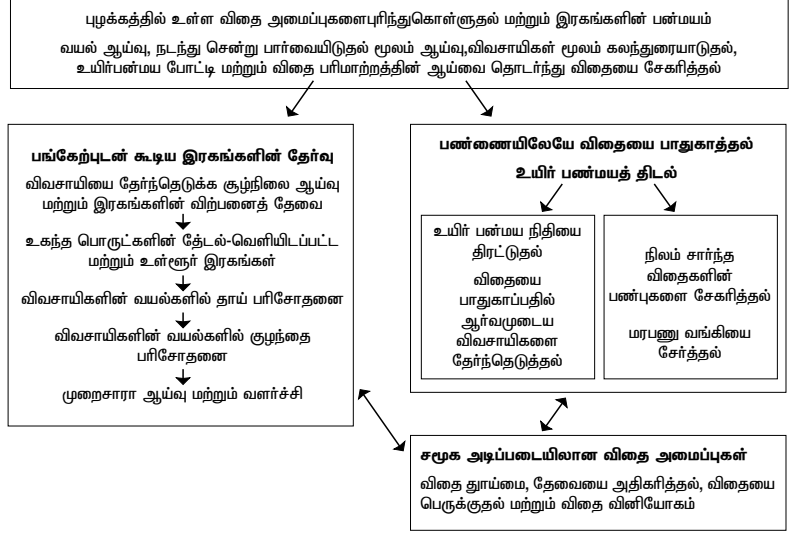 புழக்கத்தில் உள்ள விதை அமைப்புகளைபுரிந்துகொள்ளுதல் மற்றும் இரகங்களின் பன்மயம்
வயல் ஆய்வு, நடந்து சென்று பார்வையிடுதல் மூலம் ஆய்வு,விவசாயிகள் மூலம் கலந்துரையாடுதல்,
உயிர்பன்மய போட்டி மற்றும் விதை பரிமாற்றத்தின் ஆய்வை தொடர்ந்து விதையை சேகரித்தல்
பங்கேற்புடன் கூடிய இரகங்களின் தேர்வு
விவசாயியை தேர்ந்தெடுக்க சூழ்நிலை ஆய்வு
மற்றும் இரகங்களின் விற்பனைத் தேவை
உகந்த பொருட்களின் தே்டல்-வெளியிடப்பட்ட
மற்றும் உள்ளூர் இரகங்கள்
விவசாயிகளின் வயல்களில் தாய் பரிசோதனை
விவசாயிகளின் வயல்களில் குழந்தை
பரிசோதனை
முறைசாரா ஆய்வு மற்றும் வளர்ச்சி
பண்ணையிலேயே விதையை பாதுகாத்தல்
உயிர் பண்மயத் திடல்
உயிர் பன்மய நிதியை
திரட்டுதல்
விதையை
பாதுகாப்பதில்
ஆர்வமுடைய
விவசாயிகளை
தேர்ந்தெடுத்தல்
நிலம் சார்ந்த
விதைகளின்
பண்புகளை சேகரித்தல்
மரபணு வங்கியை
சேர்த்தல்
சமூக அடிப்படையிலான விதை அமைப்புகள்
விதை துாய்மை, தேவையை அதிகரித்தல், விதையை
பெருக்குதல் மற்றும் விதை வினியோகம்